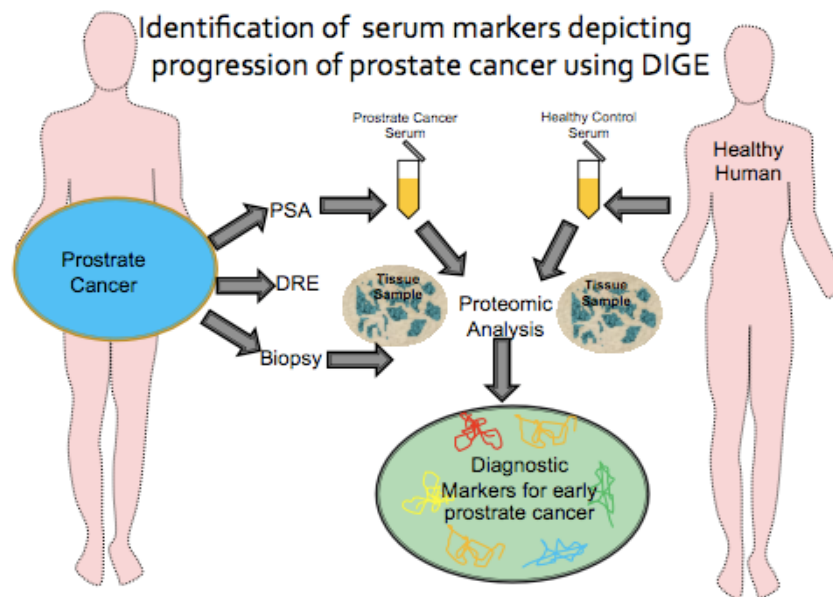 Identification of serum markers depicting
progression of prostate cancer using DIGE
Prostrate Cancer
Serum
Healthy Control
Serum
Healthy
Human
PSA
Prostrate
Cancer
DRE
Tissue
Sample
Proteomic
Analysis
Tissue
Sample
Biopsy
Diagnostic
Markers for early
prostrate cancer